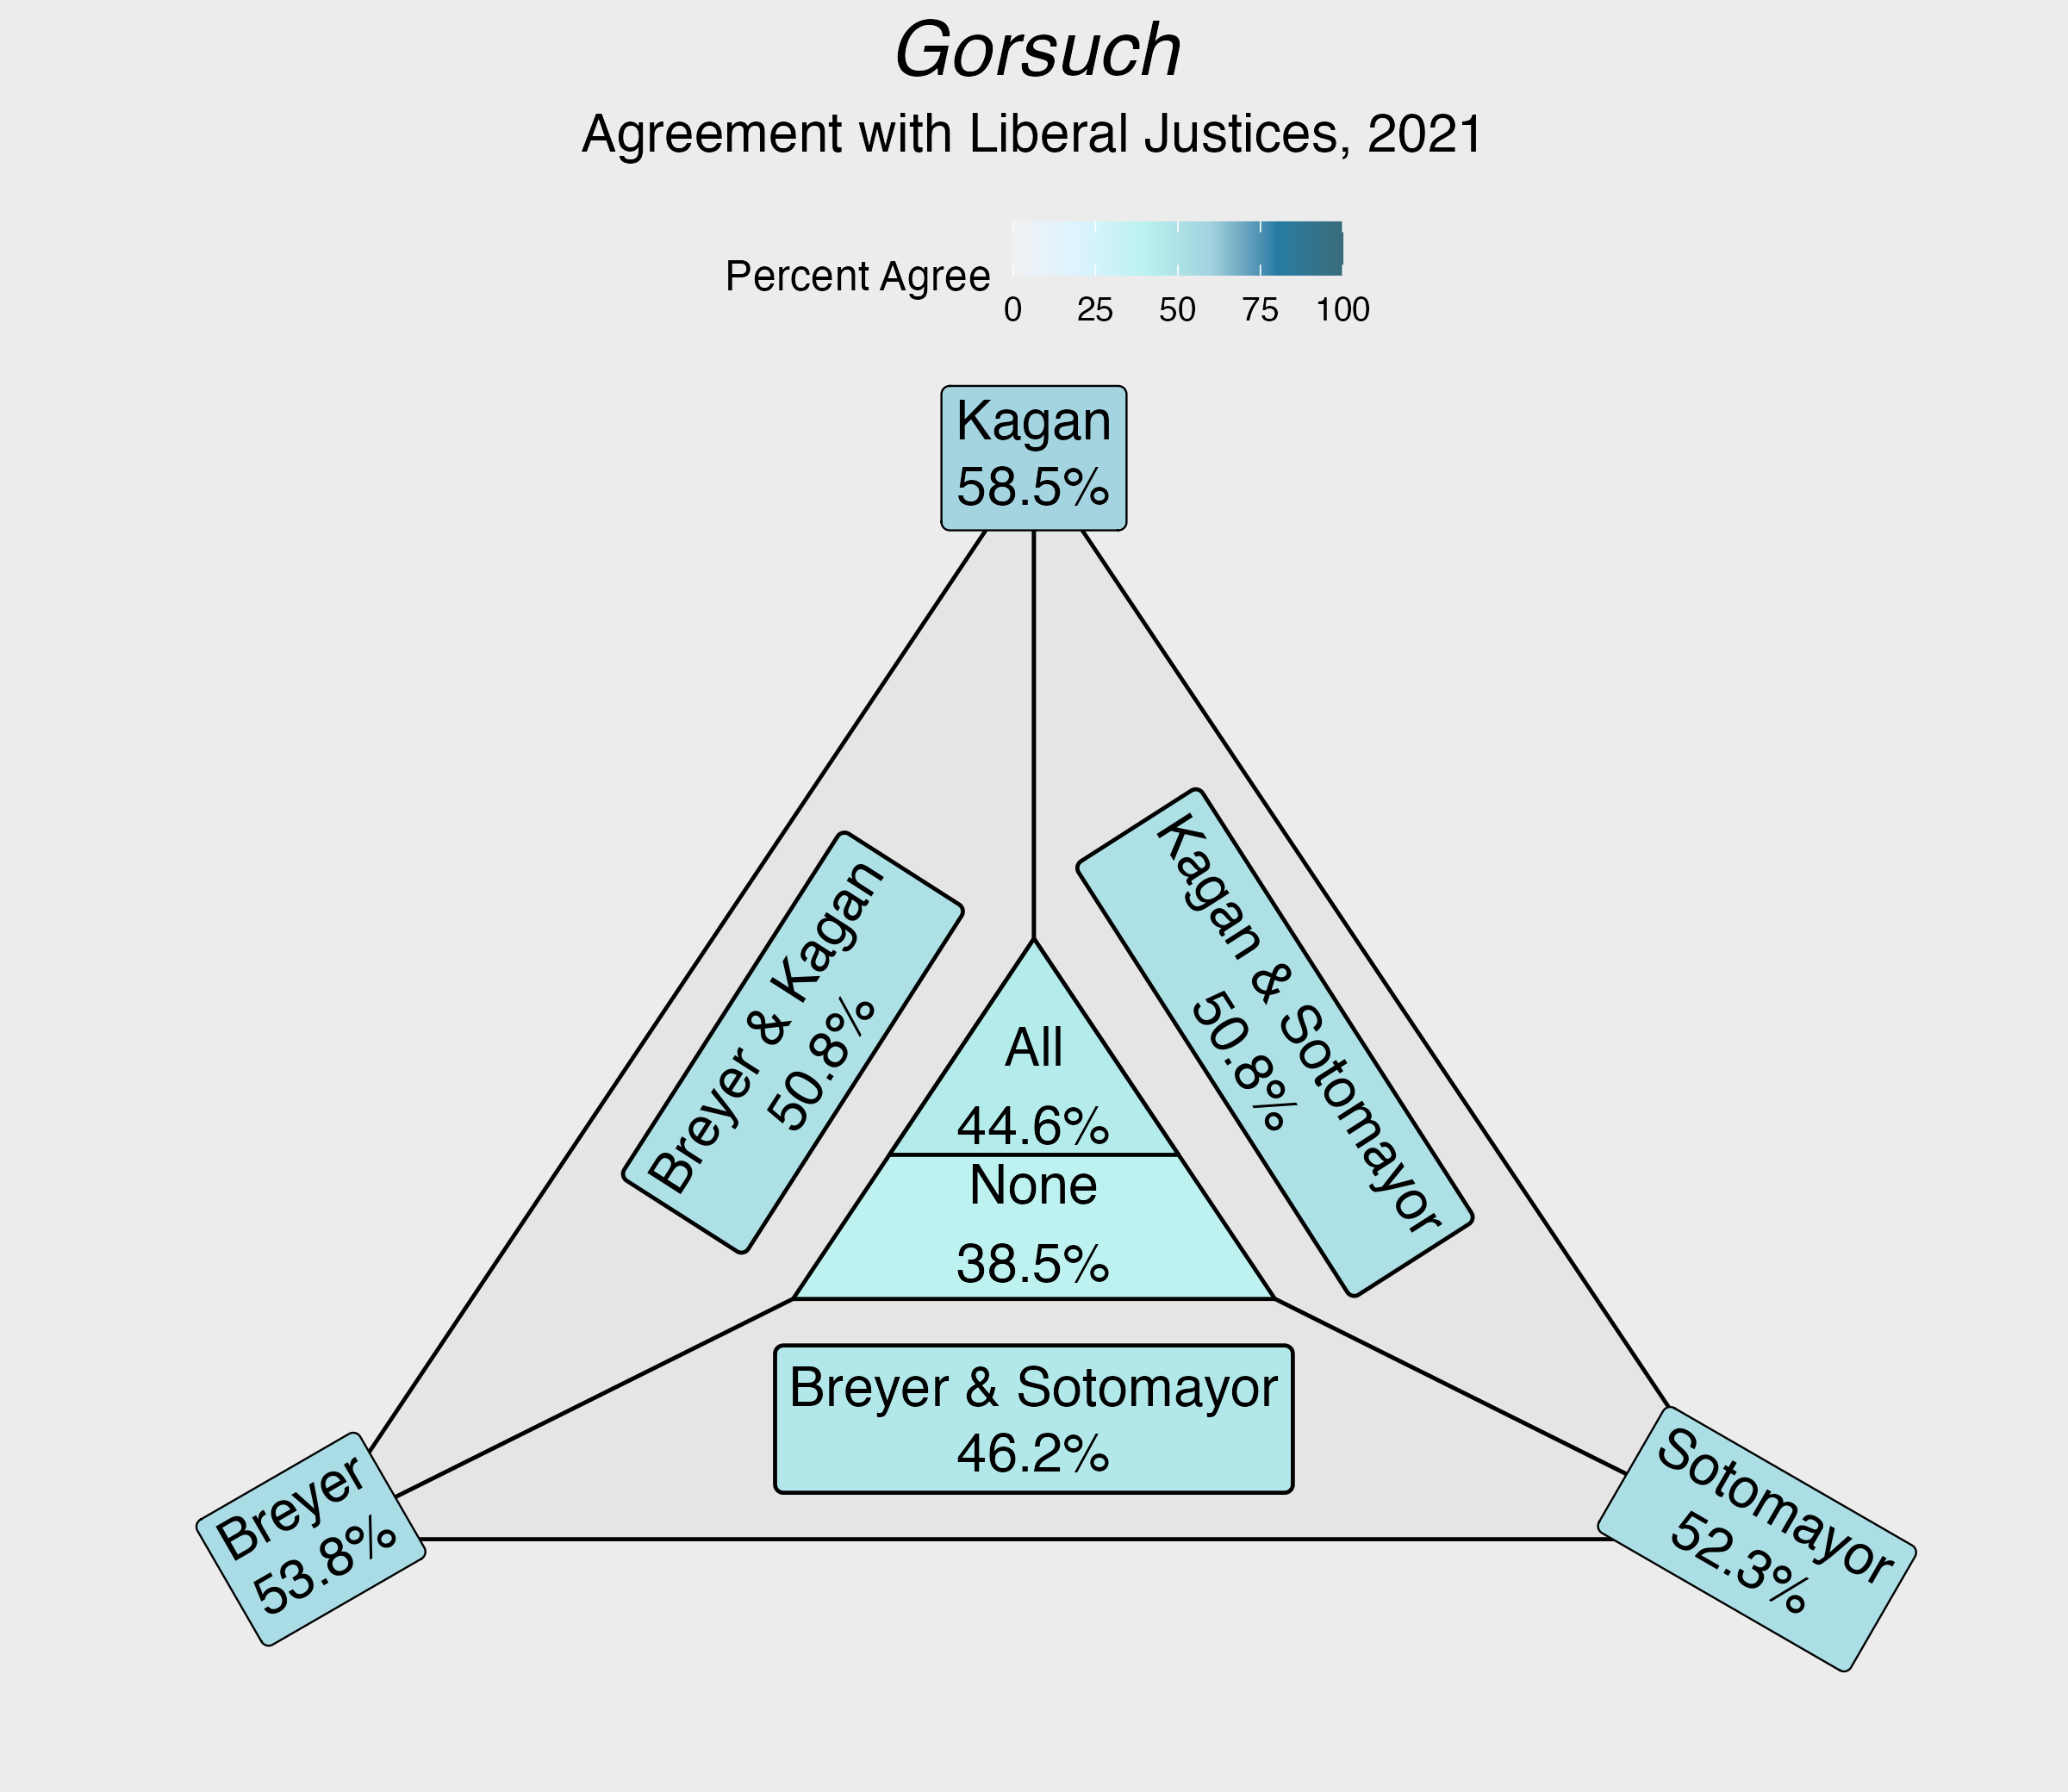 Gorsuch
Agreement with Liberal Justices, 2021
Percent Agree
0 25 50 75 100
Kagan
58.5%
Breyer & Kagan
50.8%
Kagan & Sotomayor
50.8%
All
44.6%
None
38.5%
Breyer & Sotomayor
46.2%
Breyer
53.8%
Sotomayor
52.3%